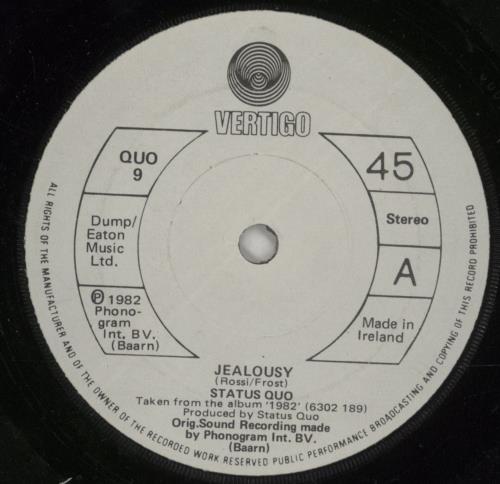 VERTIGO
QUO
9
Dump/
Eaton
Music
Ltd.
Ⓟ 1982
Phono-
gram
Int. BV.
(Baarn)
45
Stereo
A
Made in
Ireland
JEALOUSY
(Rossi/Frost)
STATUS QUO
Taken from the album '1982' (6302 189)
Produced by Status Quo
Orig.Sound Recording made
by Phonogram Int. BV.
(Baarn)
ALL RIGHTS OF THE MANUFACTURER AND OF THE OWNER OF THE RECORDED WORK RESERVED PUBLIC PERFORMANCE BROADCASTING AND COPYING OF THIS RECORD PROHIBITED